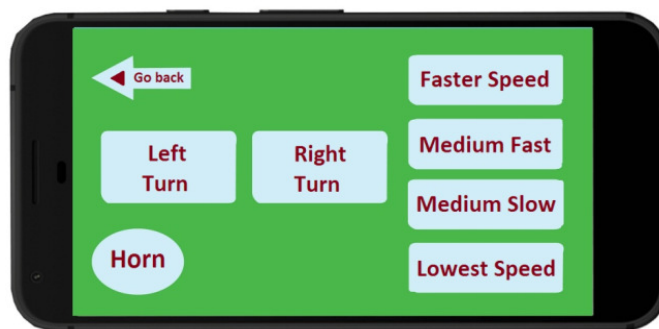 Go back
Faster Speed
Left
Turn
Right
Turn
Medium Fast
Medium Slow
Horn
Lowest Speed